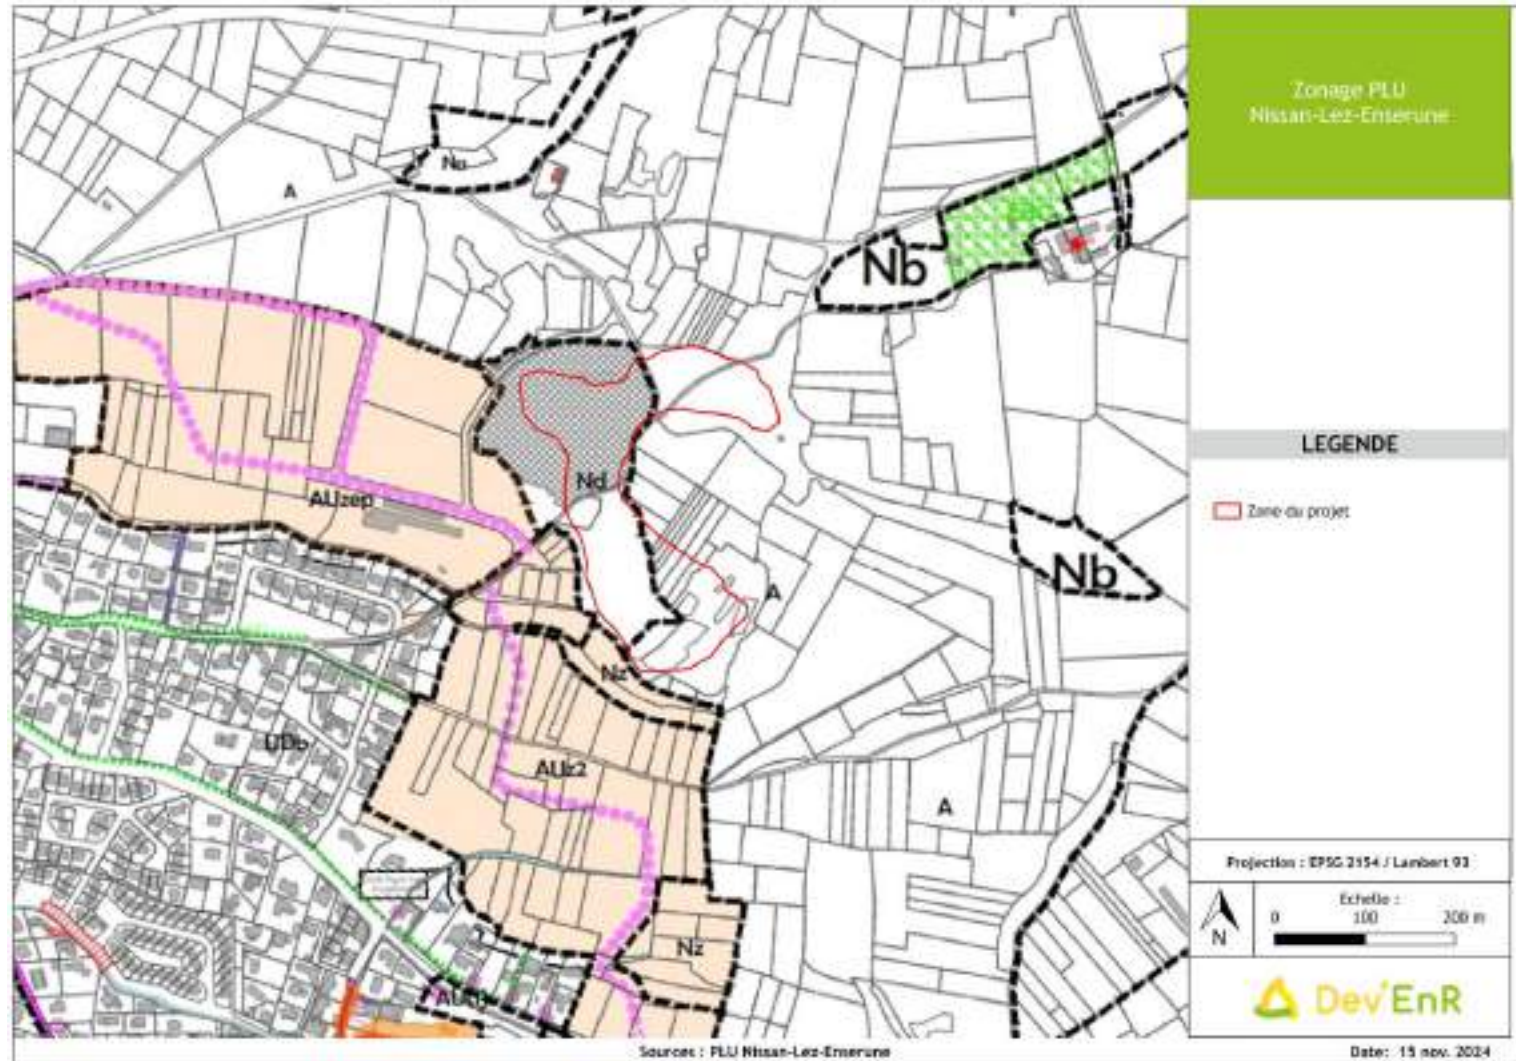 Zonage PLU
Nissan-Lez-Enserune
LEGENDE
Zone du projet
Projection : EPSG 2154 / Lambert 93
Echelle :
0 100 200 m
N
Dev'EnR
A
Nb
Nd
AUzep
Nb
A
Nz
UDb
AUz2
A
Nz
Sources : PLU Nissan-Lez-Enserune
Date: 15 nov. 2024